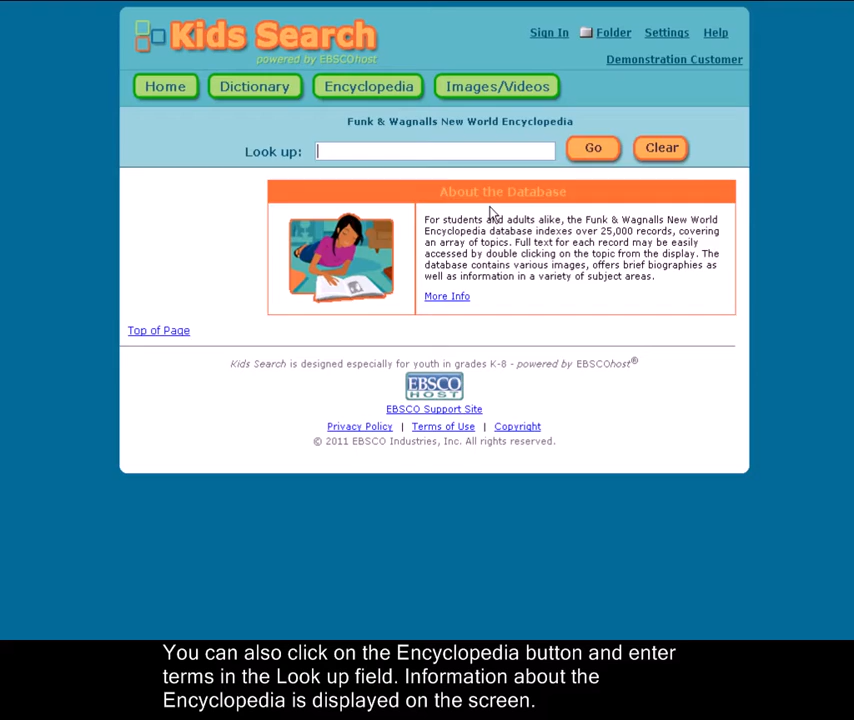 Kids Search
powered by EBSCOhost
Sign In Folder Settings Help
Demonstration Customer
Home Dictionary Encyclopedia Images/Videos
Funk & Wagnalls New World Encyclopedia
Look up: Go Clear
About the Database
For students and adults alike, the Funk & Wagnalls New World
Encyclopedia database indexes over 25,000 records, covering
an array of topics. Full text for each record may be easily
accessed by double clicking on the topic from the display. The
database contains various images, offers brief biographies as
well as information in a variety of subject areas.
More Info
Top of Page
Kids Search is designed especially for youth in grades K-8 - powered by EBSCOhost®
EBSCO
HOST
EBSCO Support Site
Privacy Policy | Terms of Use | Copyright
© 2011 EBSCO Industries, Inc. All rights reserved.
You can also click on the Encyclopedia button and enter
terms in the Look up field. Information about the
Encyclopedia is displayed on the screen.